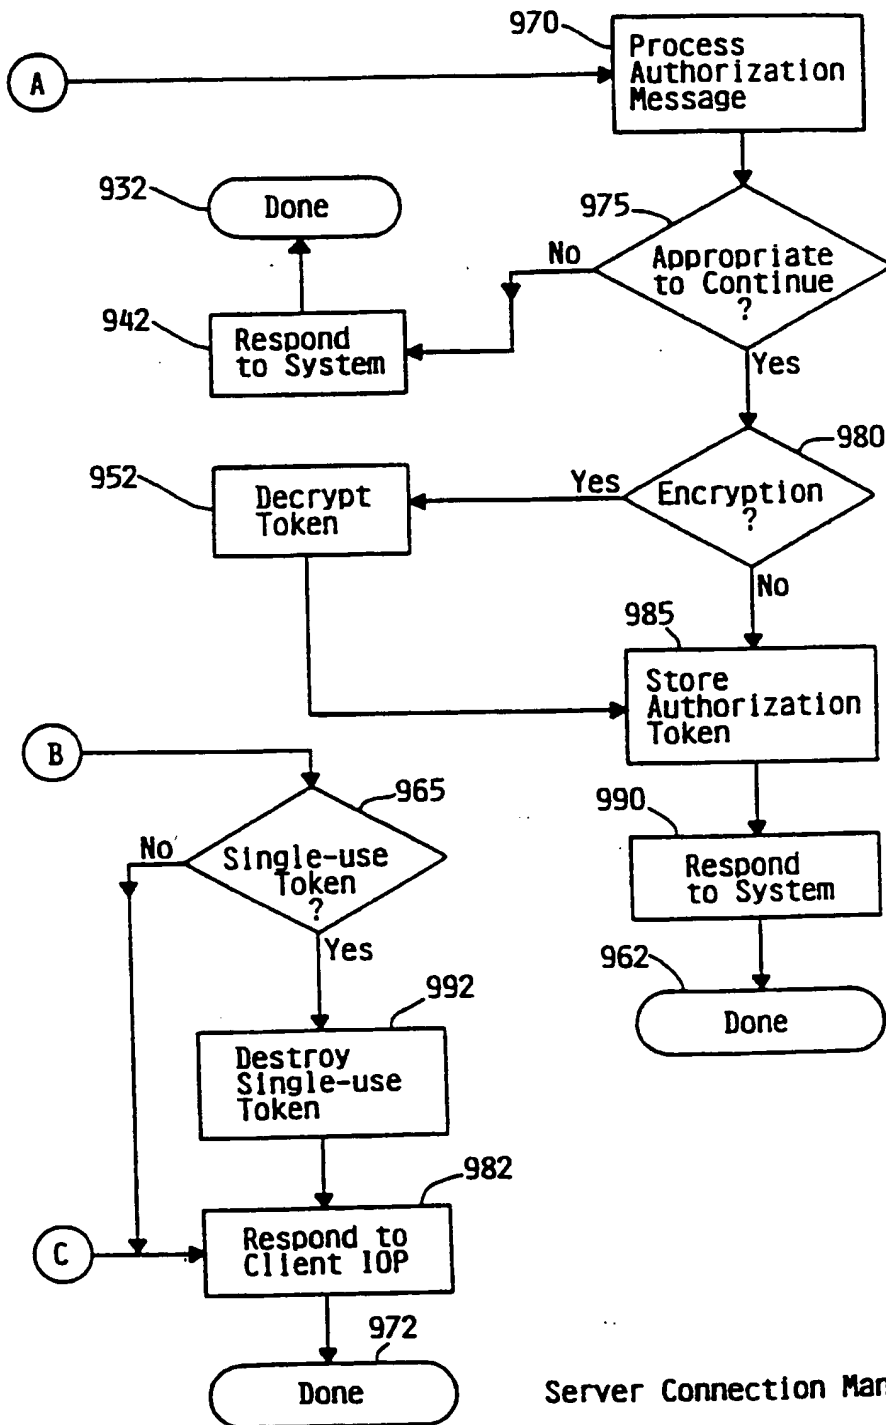 970
Process
Authorization
Message
A
932
Done
975
No
Appropriate
to Continue
?
942
Respond
to System
Yes
980
952
Decrypt
Token
Yes
Encryption
?
No
985
Store
Authorization
Token
B
965
990
No
Single-use
Token
?
Respond
to System
Yes
962
992
Done
Destroy
Single-use
Token
982
C
Respond to
Client IOP
972
Done
Server Connection